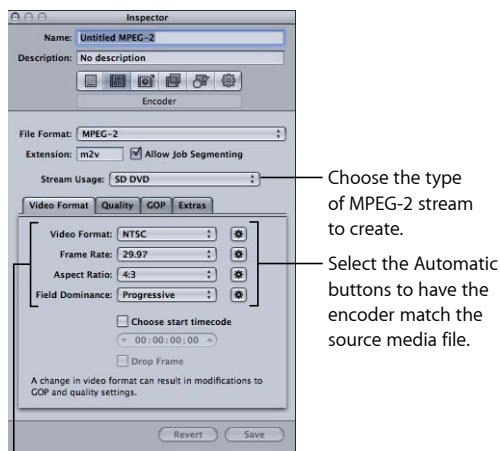 Inspector
Name: Untitled MPEG-2
Description: No description
Encoder
File Format: MPEG-2
Extension: m2v Allow Job Segmenting
Stream Usage: SD DVD
Video Format Quality GOP Extras
Video Format: NTSC
Frame Rate: 29.97
Aspect Ratio: 4:3
Field Dominance: Progressive
Choose start timecode
00:00:00;00
Drop Frame
A change in video format can result in modifications to
GOP and quality settings.
Revert Save
Choose the type
of MPEG-2 stream
to create.
Select the Automatic
buttons to have the
encoder match the
source media file.